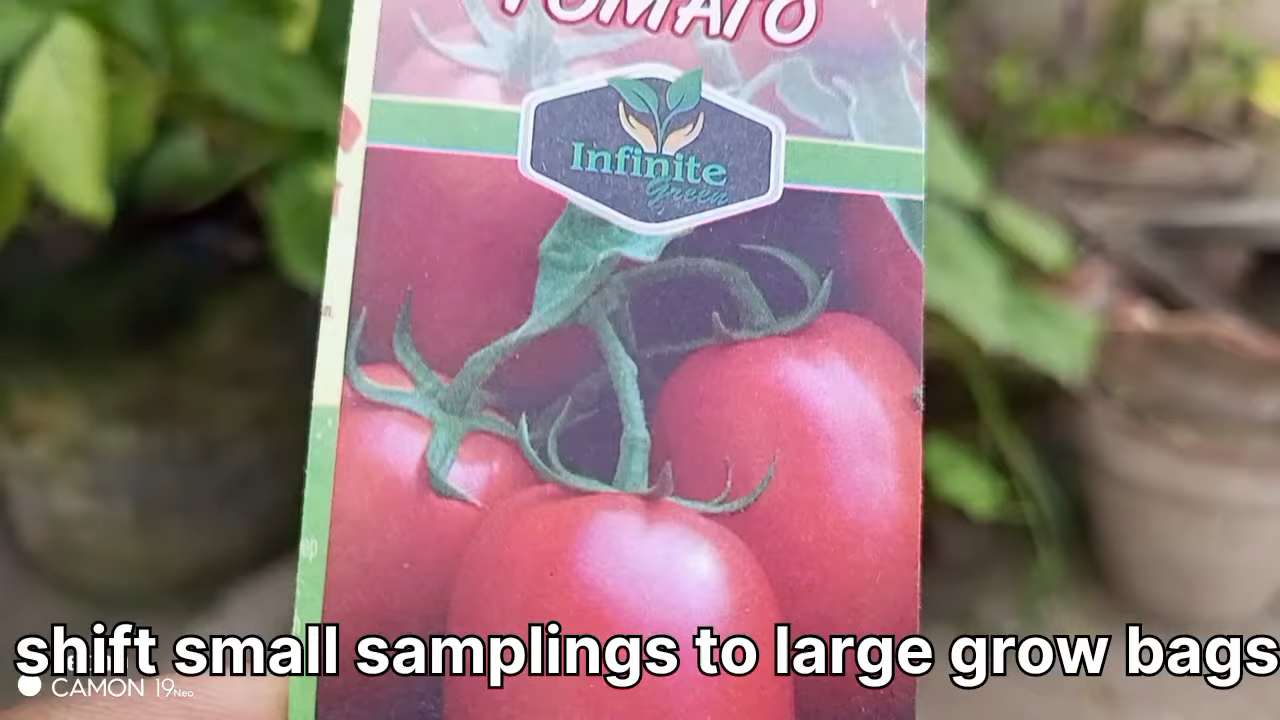 TOMATO
Infinite
Green
shift small samplings to large grow bags
CAMON 19Neo